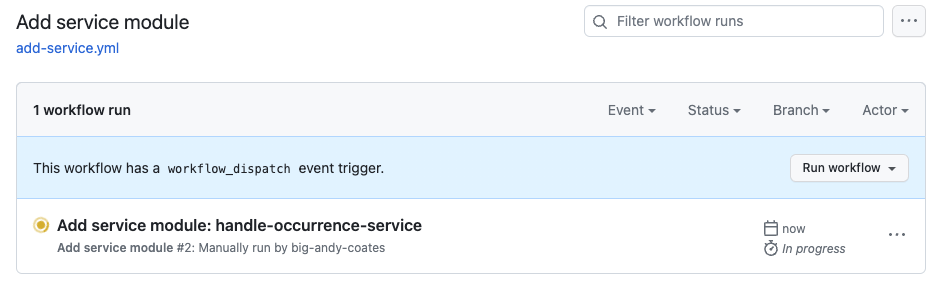 Add service module
Filter workflow runs
add-service.yml
1 workflow run
Event
Status
Branch
Actor
This workflow has a workflow_dispatch event trigger.
Run workflow
Add service module: handle-occurrence-service
now
Add service module #2: Manually run by big-andy-coates
In progress